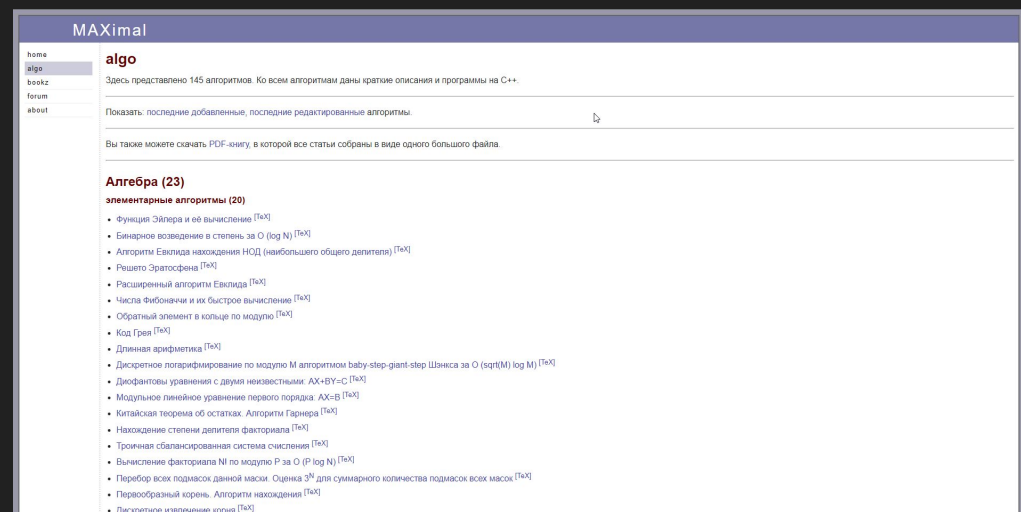 MAXimal
home
algo
bookz
forum
about
algo
Здесь представлено 145 алгоритмов. Ко всем алгоритмам даны краткие описания и программы на C++.
Показать: последние добавленные, последние редактированные алгоритмы.
Вы также можете скачать PDF-книгу, в которой все статьи собраны в виде одного большого файла.
Алгебра (23)
элементарные алгоритмы (20)
• Функция Эйлера и её вычисление [TeX]
• Бинарное возведение в степень за O (log N) [TeX]
• Алгоритм Евклида нахождения НОД (наибольшего общего делителя) [TeX]
• Решето Эратосфена [TeX]
• Расширенный алгоритм Евклида [TeX]
• Числа Фибоначчи и их быстрое вычисление [TeX]
• Обратный элемент в кольце по модулю [TeX]
• Код Грея [TeX]
• Длинная арифметика [TeX]
• Дискретное логарифмирование по модулю M алгоритмом baby-step-giant-step Шэнкса за O (sqrt(M) log M) [TeX]
• Диофантовы уравнения с двумя неизвестными: AX+BY=C [TeX]
• Модульное линейное уравнение первого порядка: AX=B [TeX]
• Китайская теорема об остатках. Алгоритм Гарнера [TeX]
• Нахождение степени делителя факториала [TeX]
• Троичная сбалансированная система счисления [TeX]
• Вычисление факториала N! по модулю P за O (P log N) [TeX]
• Перебор всех подмасок данной маски. Оценка 3^N для суммарного количества подмасок всех масок [TeX]
• Первообразный корень. Алгоритм нахождения [TeX]
• Дискретное извлечение корня [TeX]